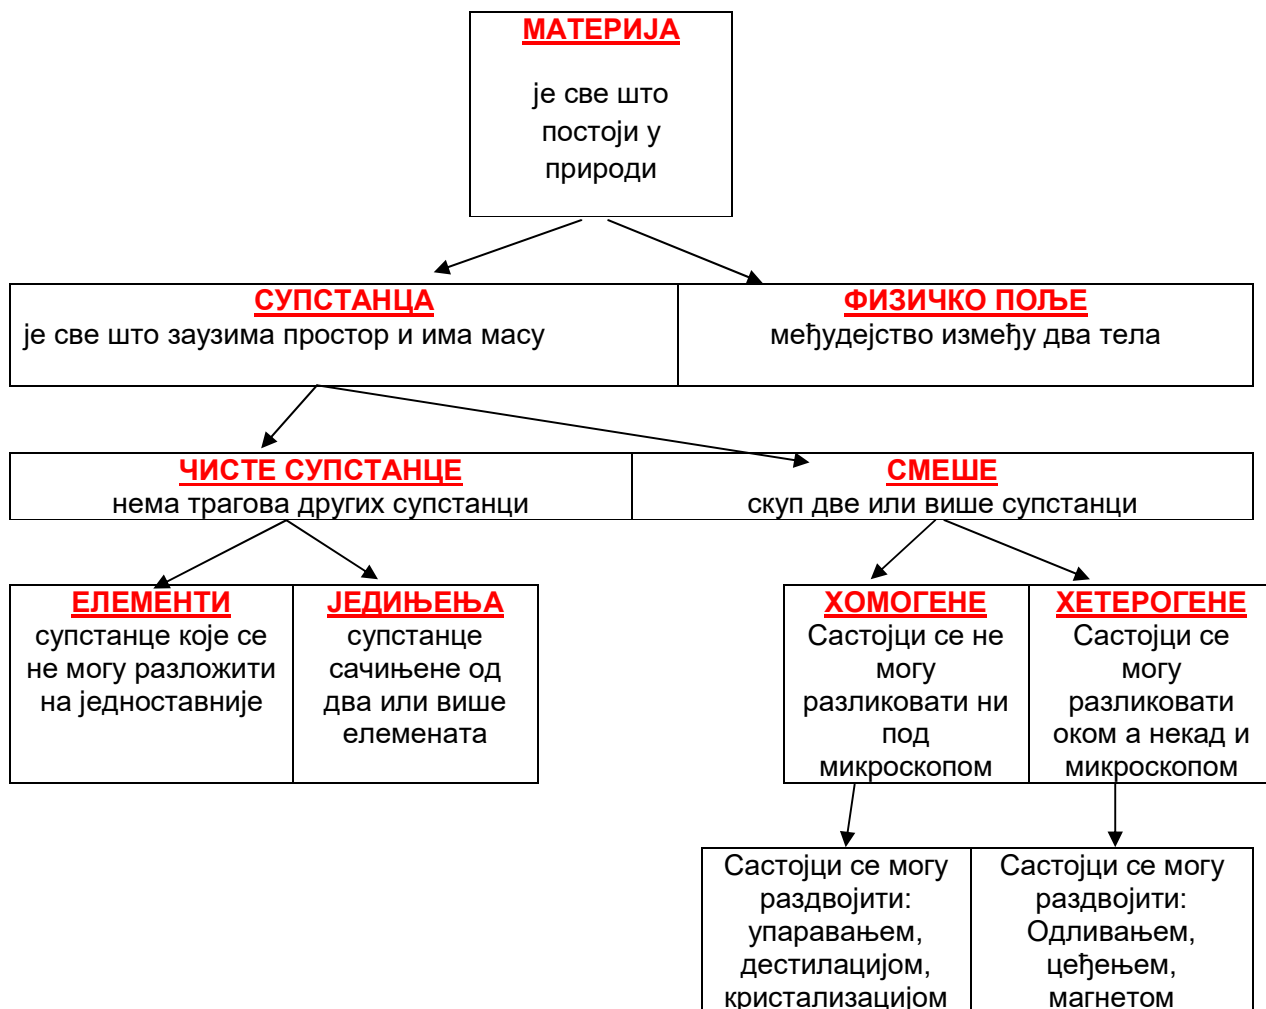 МАТЕРИЈА
је све што
постоји у
природи
СУПСТАНЦА
је све што заузима простор и има масу
ФИЗИЧКО ПОЉЕ
међудејство између два тела
ЧИСТЕ СУПСТАНЦЕ
нема трагова других супстанци
СМЕШЕ
скуп две или више супстанци
ЕЛЕМЕНТИ
супстанце које се
не могу разложити
на једноставније
ЈЕДИЊЕЊА
супстанце
сачињене од
два или више
елемената
ХОМОГЕНЕ
Састојци се не
могу
разликовати ни
под
микроскопом
ХЕТЕРОГЕНЕ
Састојци се
могу
разликовати
оком а некад и
микроскопом
Састојци се могу
раздвојити:
упаравањем,
дестилацијом,
кристализацијом
Састојци се могу
раздвојити:
Одливањем,
цеђењем,
магнетом